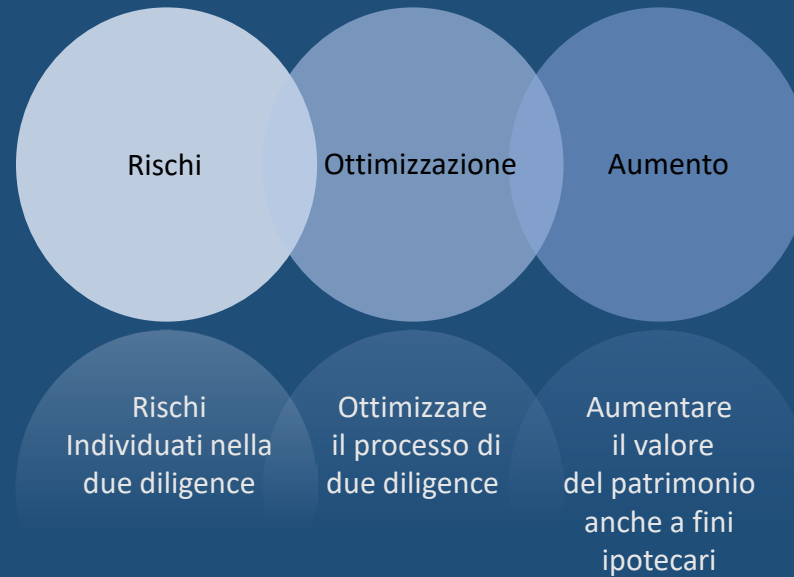 Rischi
Ottimizzazione
Aumento
Rischi
Individuati nella
due diligence
Ottimizzare
il processo di
due diligence
Aumentare
il valore
del patrimonio
anche a fini
ipotecari